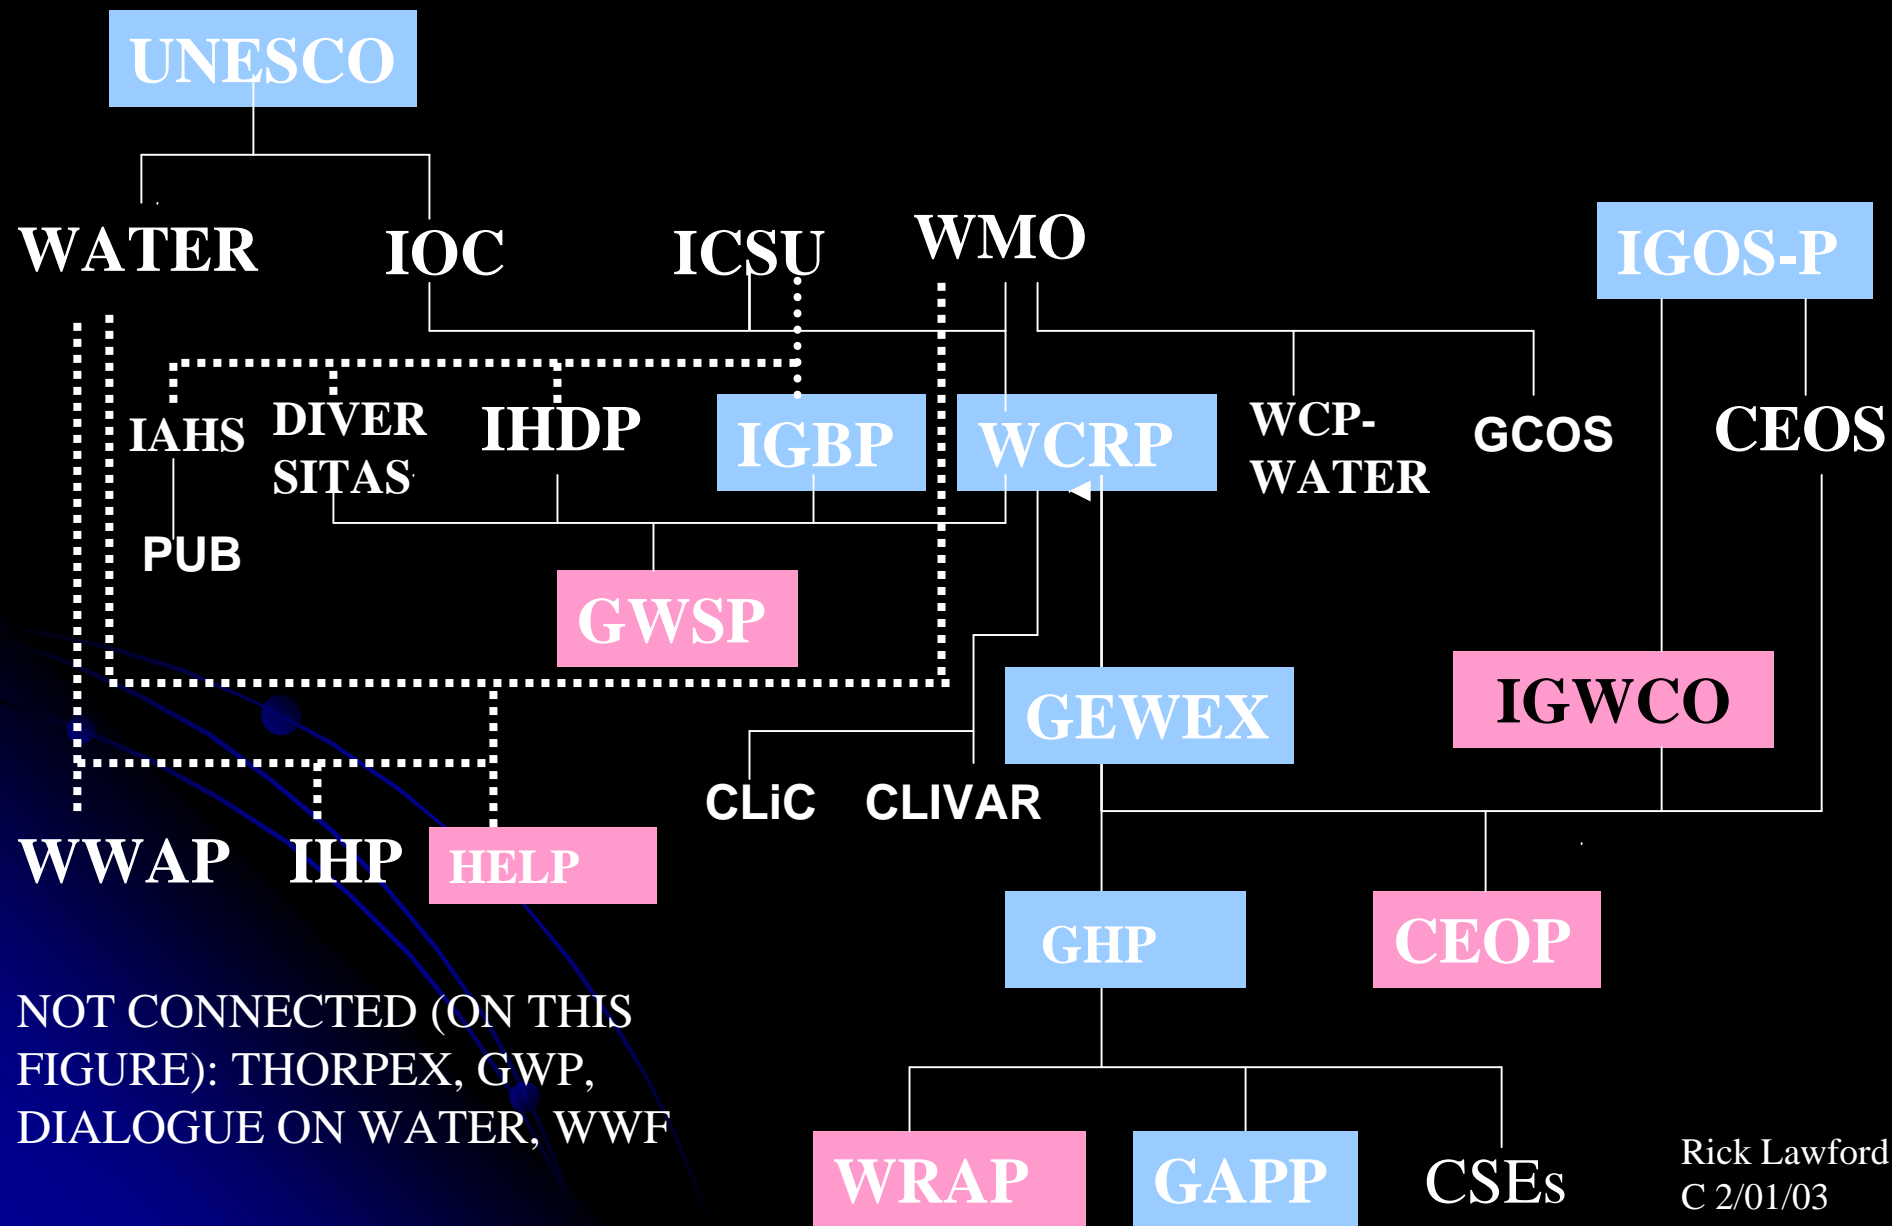 UNESCO
WATER
IOC
ICSU
WMO
IGOS-P
IAHS
DIVER
SITAS
IHDP
IGBP
WCRP
WCP-
WATER
GCOS
CEOS
PUB
GWSP
GEWEX
IGWCO
CLiC
CLIVAR
WWAP
IHP
HELP
GHP
CEOP
NOT CONNECTED (ON THIS
FIGURE): THORPEX, GWP,
DIALOGUE ON WATER, WWF
WRAP
GAPP
CSEs
Rick Lawford
C 2/01/03